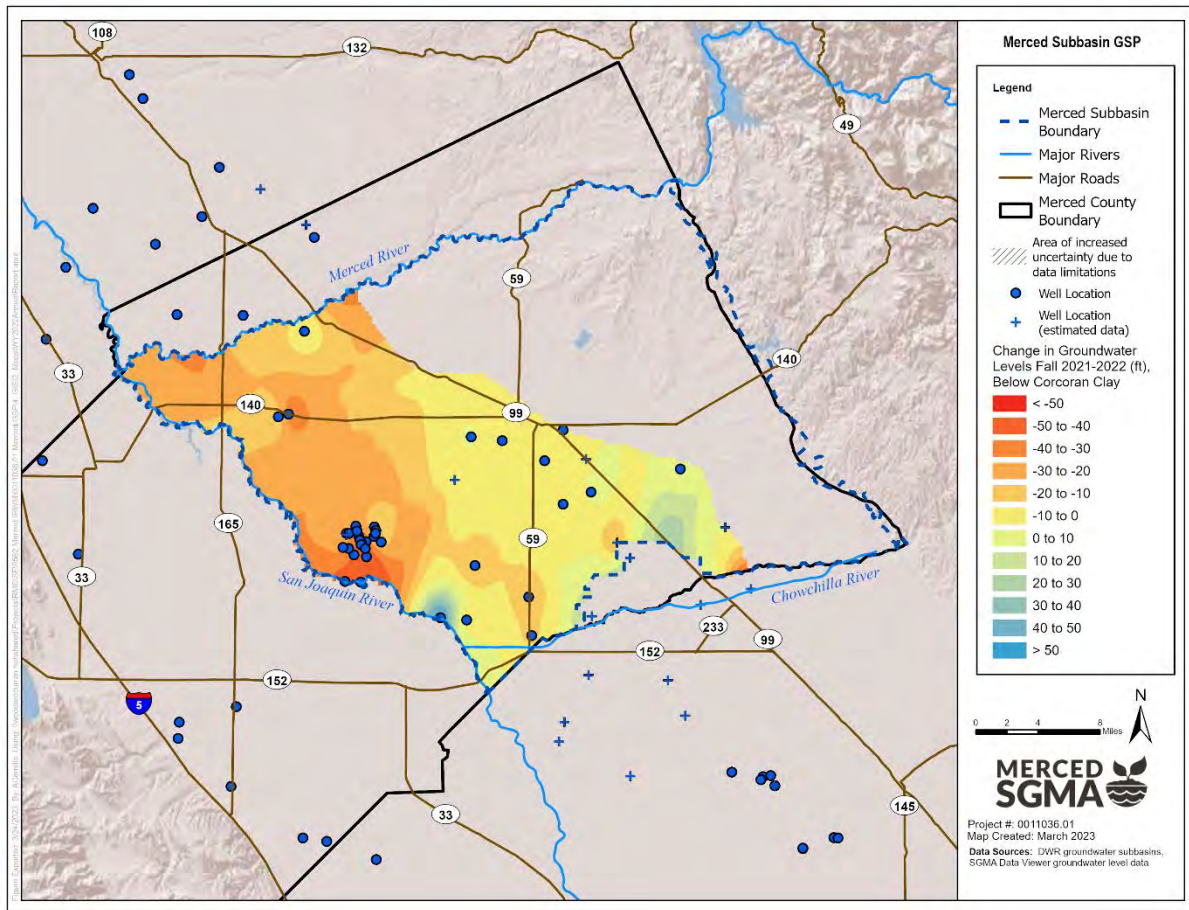 Merced Subbasin GSP
Legend
Merced Subbasin
Boundary
Major Rivers
Major Roads
Merced County
Boundary
Area of increased
uncertainty due to
data limitations
Well Location
Well Location
(estimated data)
Change in Groundwater
Levels Fall 2021-2022 (ft),
Below Corcoran Clay
< -50
-50 to -40
-40 to -30
-30 to -20
-20 to -10
-10 to 0
0 to 10
10 to 20
20 to 30
30 to 40
40 to 50
> 50
N
0 2 4 8
Miles
MERCED
SGMA
Project #: 0011036.01
Map Created: March 2023
Data Sources: DWR groundwater subbasins,
SGMA Data Viewer groundwater level data
108
132
49
Merced River
59
33
140
140
99
165
59
33
San Joaquin River
Chowchilla River
233
99
152
152
5
33
145